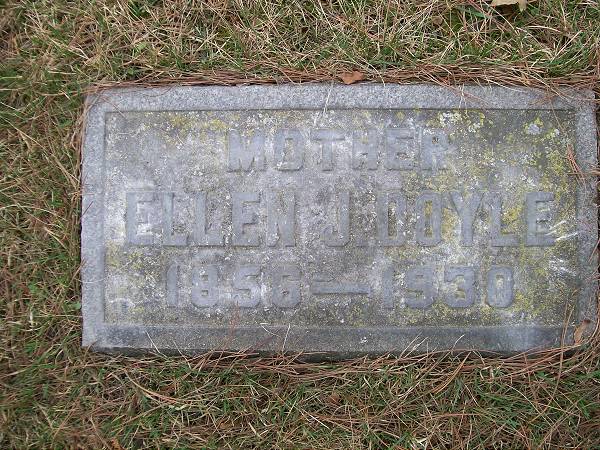 MOTHER
ELLEN J. DOYLE
1856—1930